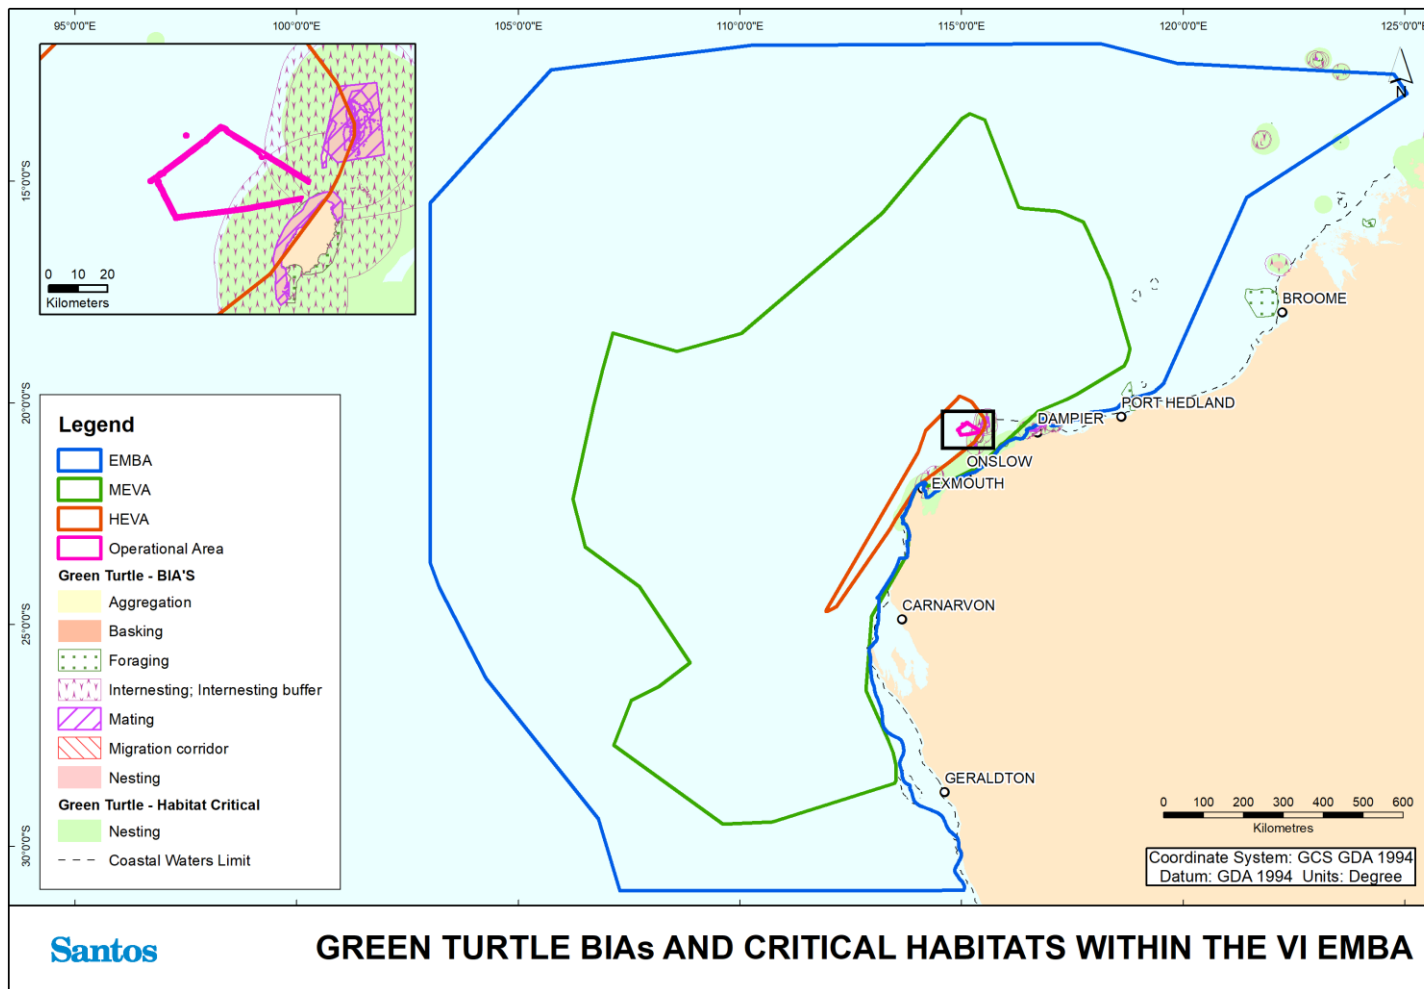 95°0'0"E
100°0'0"E
105°0'0"E
110°0'0"E
115°0'0"E
120°0'0"E
125°0'0"E
15°0'0"S
20°0'0"S
25°0'0"S
30°0'0"S
N
0 10 20
Kilometers
BROOME
PORT HEDLAND
DAMPIER
ONSLOW
EXMOUTH
CARNARVON
GERALDTON
Legend
EMBA
MEVA
HEVA
Operational Area
Green Turtle - BIA'S
Aggregation
Basking
Foraging
Internesting; Internesting buffer
Mating
Migration corridor
Nesting
Green Turtle - Habitat Critical
Nesting
Coastal Waters Limit
0 100 200 300 400 500 600
Kilometres
Coordinate System: GCS GDA 1994
Datum: GDA 1994 Units: Degree
Santos
GREEN TURTLE BIAs AND CRITICAL HABITATS WITHIN THE VI EMBA